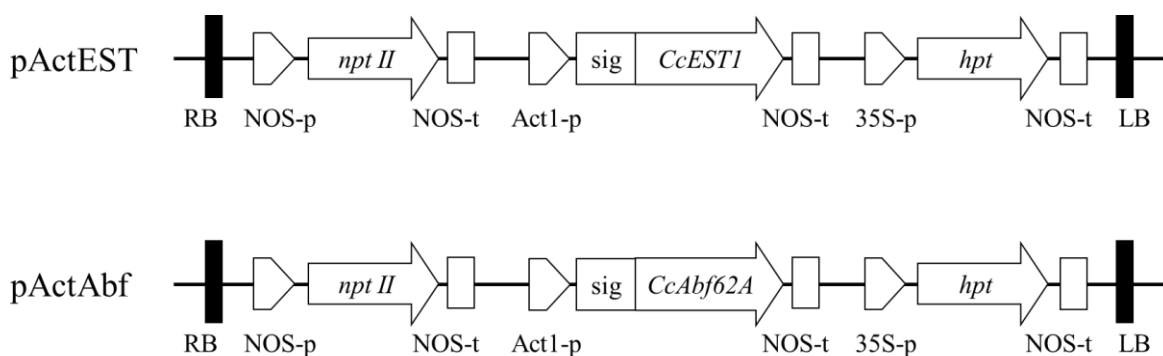 pActEST
npt II sig CcEST1 hpt
RB NOS-p NOS-t Act1-p NOS-t 35S-p NOS-t LB
pActAbf
npt II sig CcAbf62A hpt
RB NOS-p NOS-t Act1-p NOS-t 35S-p NOS-t LB